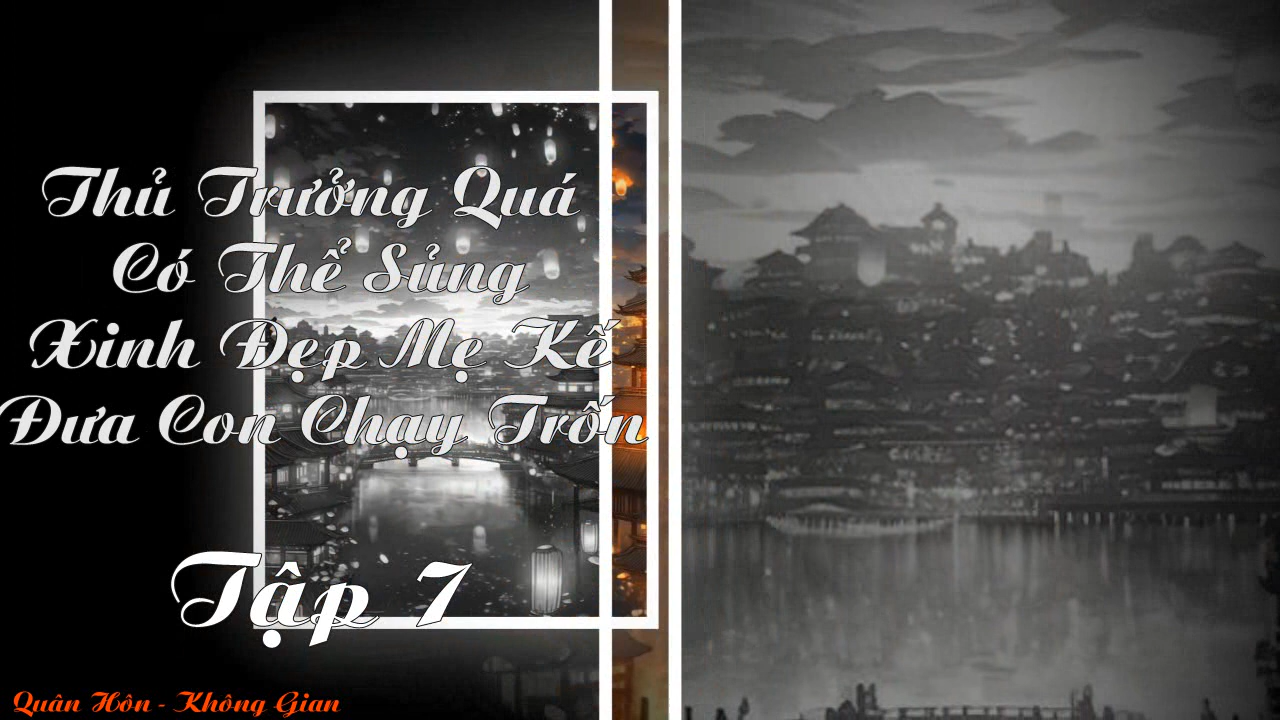 Thủ Trưởng Quá
Có Thể Sủng
Xinh Đẹp Mẹ Kế
Đưa Con Chạy Trốn
Tập 7
Quân Hôn - Không Gian